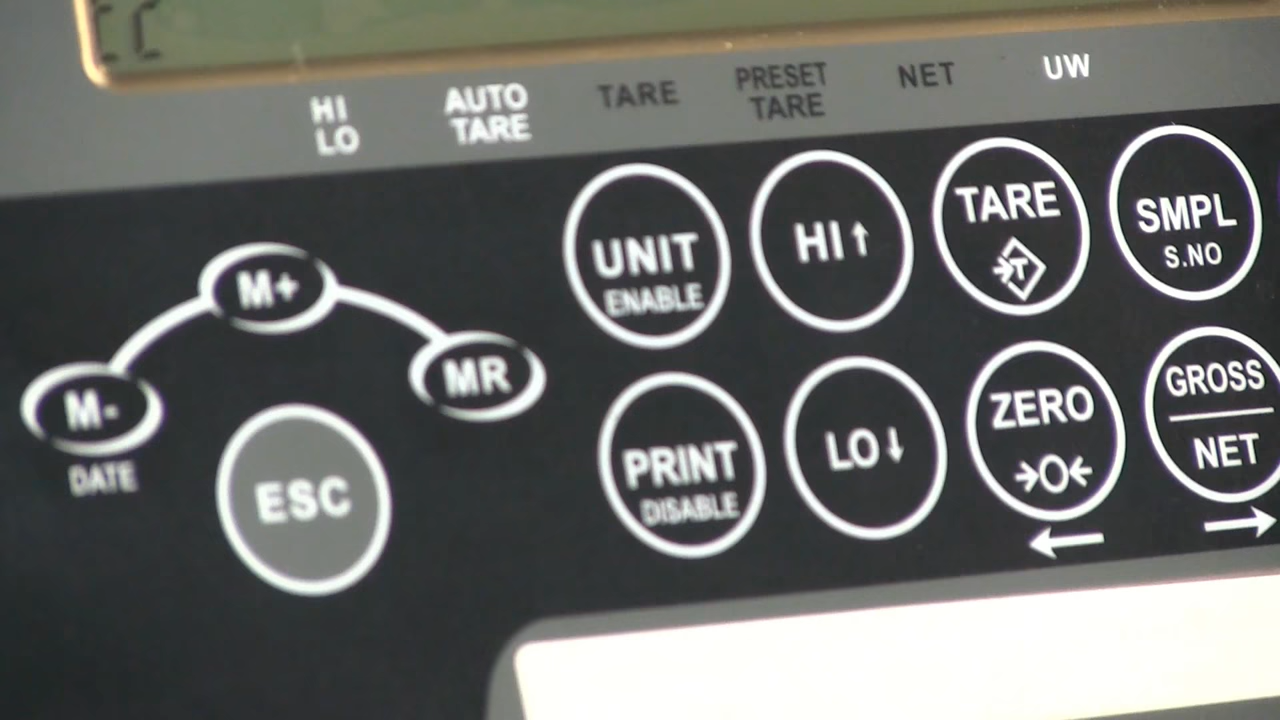 HI
LO
AUTO
TARE
TARE
PRESET
TARE
NET
UW
M+
M-
DATE
MR
ESC
UNIT
ENABLE
HI↑
TARE
T
SMPL
S.NO
PRINT
DISABLE
LO↓
ZERO
→0←
←
GROSS
NET
→